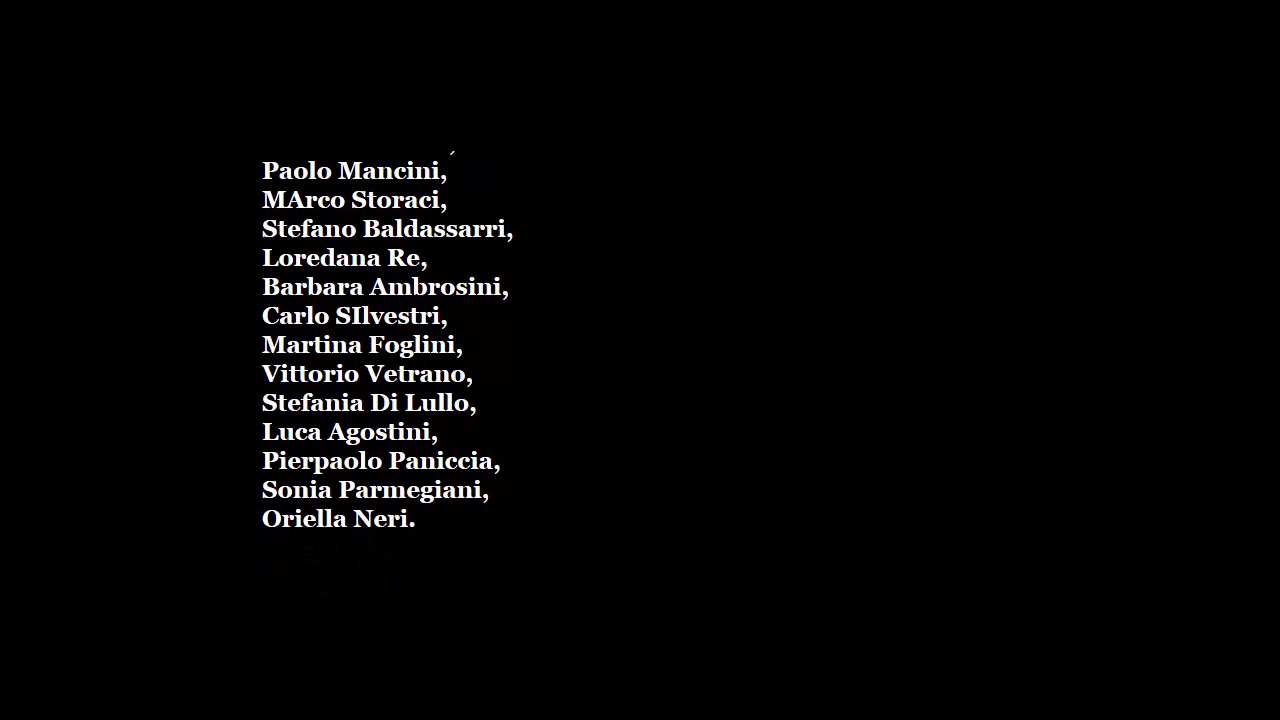 Paolo Mancini,
MArco Storaci,
Stefano Baldassarri,
Loredana Re,
Barbara Ambrosini,
Carlo SIlvestri,
Martina Foglini,
Vittorio Vetrano,
Stefania Di Lullo,
Luca Agostini,
Pierpaolo Paniccia,
Sonia Parmegiani,
Oriella Neri.